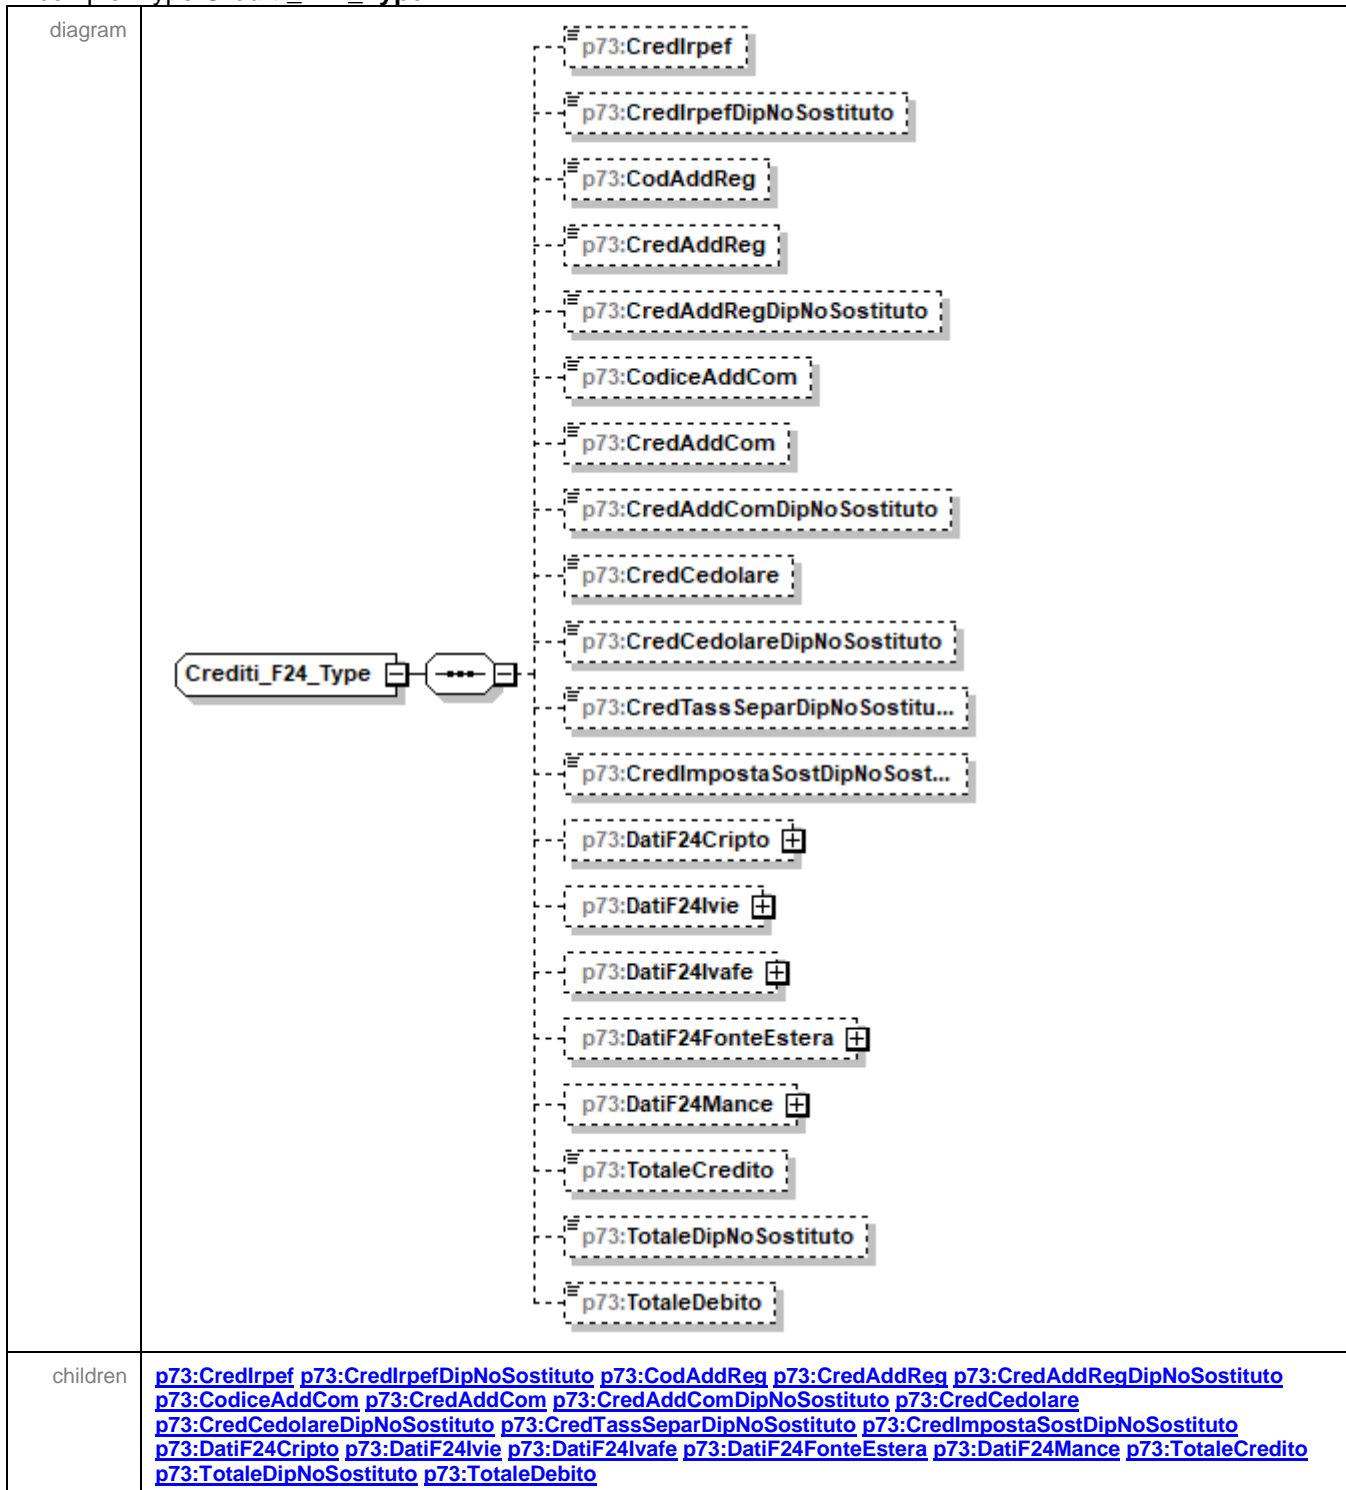 diagram
p73:CredIrpef
p73:CredIrpefDipNoSostituto
p73:CodAddReg
p73:CredAddReg
p73:CredAddRegDipNoSostituto
p73:CodiceAddCom
p73:CredAddCom
p73:CredAddComDipNoSostituto
p73:CredCedolare
p73:CredCedolareDipNoSostituto
Crediti_F24_Type
p73:CredTassSeparDipNoSostitu...
p73:CredImpostaSostDipNoSost...
p73:DatiF24Cripto
p73:DatiF24Ivie
p73:DatiF24Ivafe
p73:DatiF24FonteEstera
p73:DatiF24Mance
p73:TotaleCredito
p73:TotaleDipNoSostituto
p73:TotaleDebito
children
p73:CredIrpef p73:CredIrpefDipNoSostituto p73:CodAddReg p73:CredAddReg p73:CredAddRegDipNoSostituto
p73:CodiceAddCom p73:CredAddCom p73:CredAddComDipNoSostituto p73:CredCedolare
p73:CredCedolareDipNoSostituto p73:CredTassSeparDipNoSostituto p73:CredImpostaSostDipNoSostituto
p73:DatiF24Cripto p73:DatiF24Ivie p73:DatiF24Ivafe p73:DatiF24FonteEstera p73:DatiF24Mance p73:TotaleCredito
p73:TotaleDipNoSostituto p73:TotaleDebito